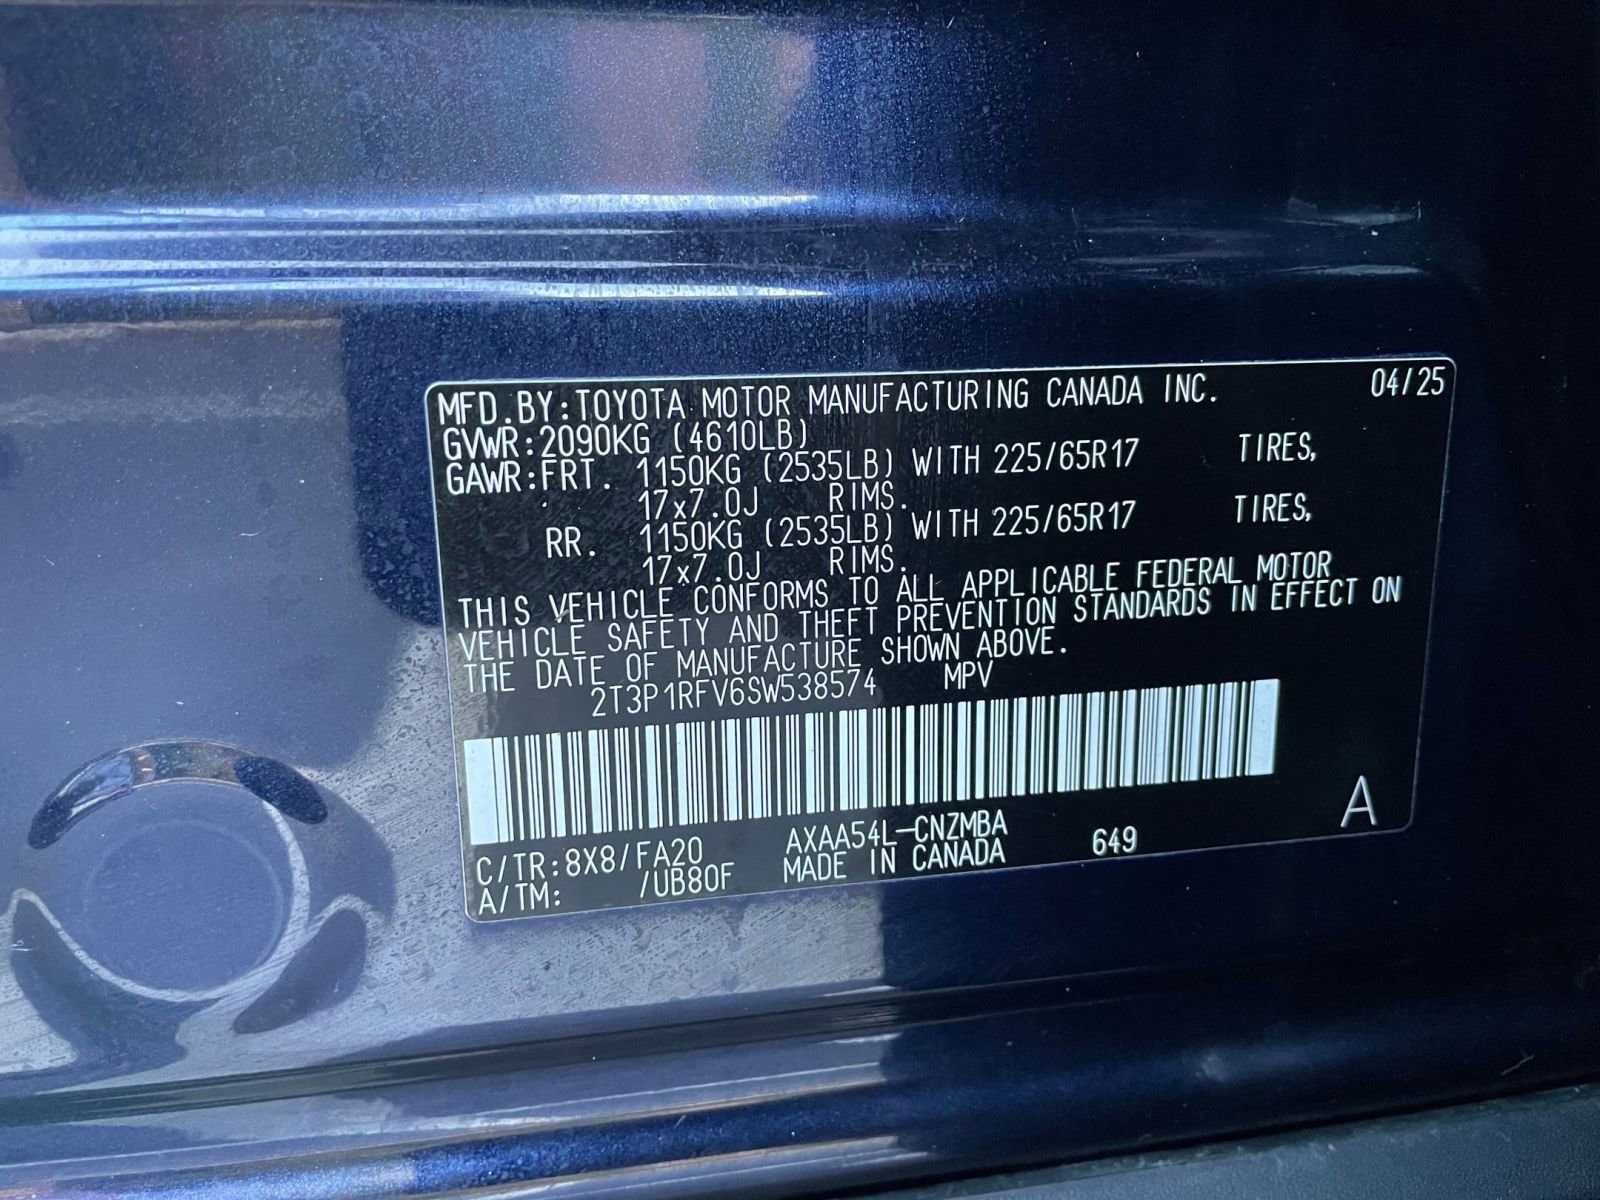 MFD.BY:TOYOTA MOTOR MANUFACTURING CANADA INC. 04/25
GVWR:2090KG (4610LB)
GAWR:FRT. 1150KG (2535LB) WITH 225/65R17 TIRES,
17x7.0J RIMS.
RR. 1150KG (2535LB) WITH 225/65R17 TIRES,
17x7.0J RIMS.
THIS VEHICLE CONFORMS TO ALL APPLICABLE FEDERAL MOTOR
VEHICLE SAFETY AND THEFT PREVENTION STANDARDS IN EFFECT ON
THE DATE OF MANUFACTURE SHOWN ABOVE.
2T3P1RFV6SW538574 MPV
A
C/TR:8X8/FA20 AXAA54L-CNZMBA 649
A/TM: /UB80F MADE IN CANADA